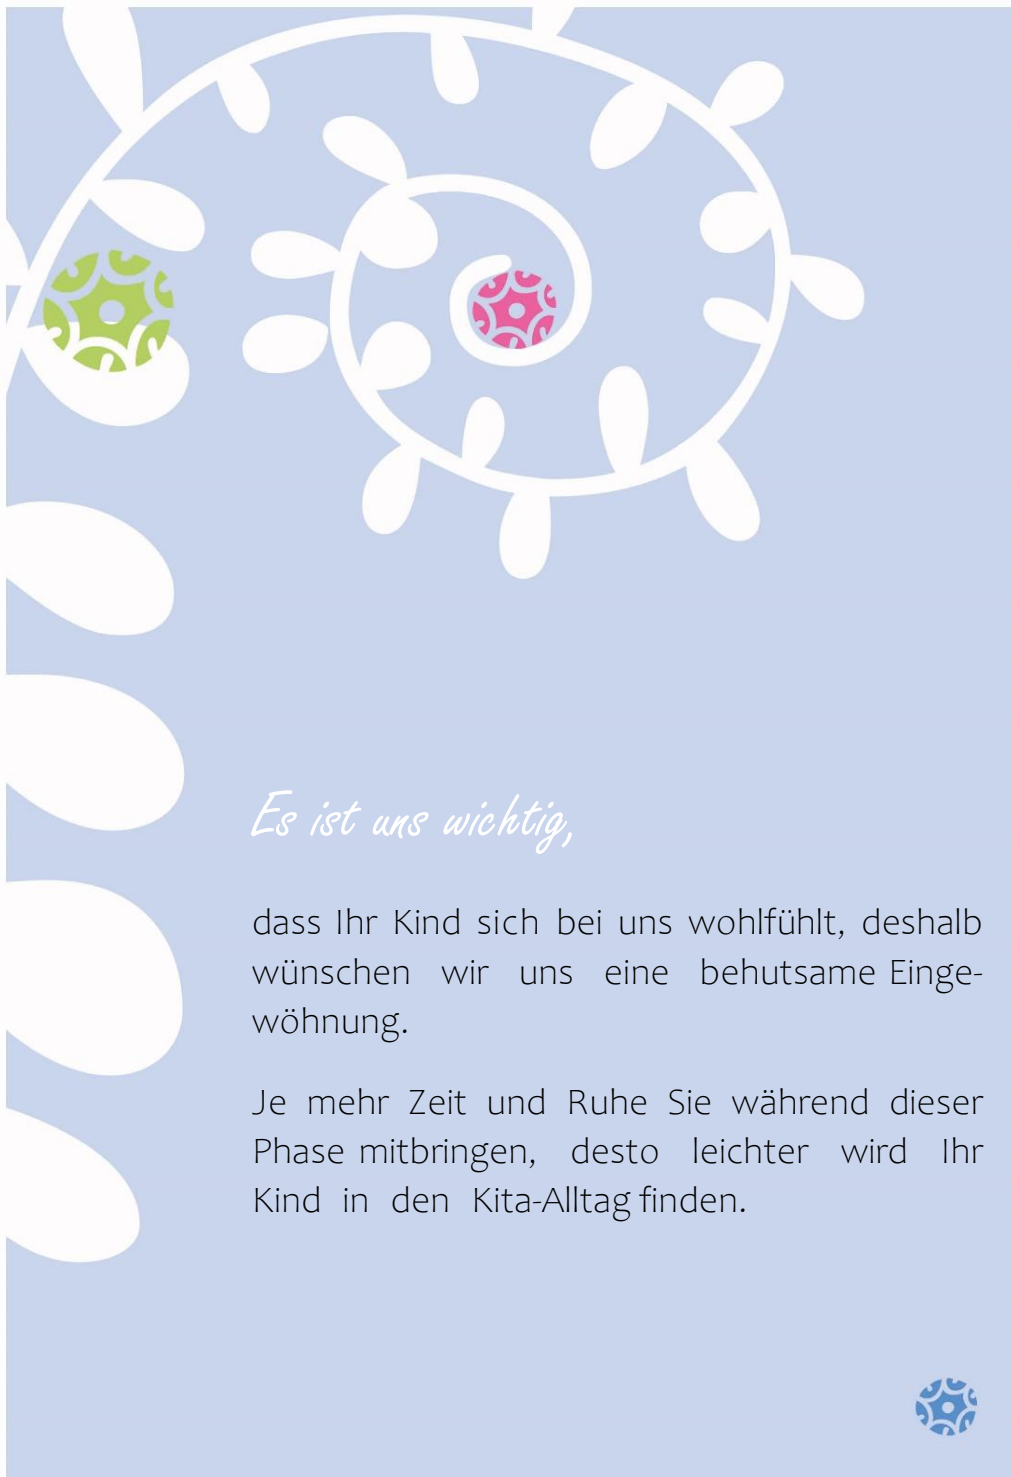 Es ist uns wichtig,
dass Ihr Kind sich bei uns wohlfühlt, deshalb
wünschen wir uns eine behutsame Einge-
wöhnung.
Je mehr Zeit und Ruhe Sie während dieser
Phase mitbringen, desto leichter wird Ihr
Kind in den Kita-Alltag finden.